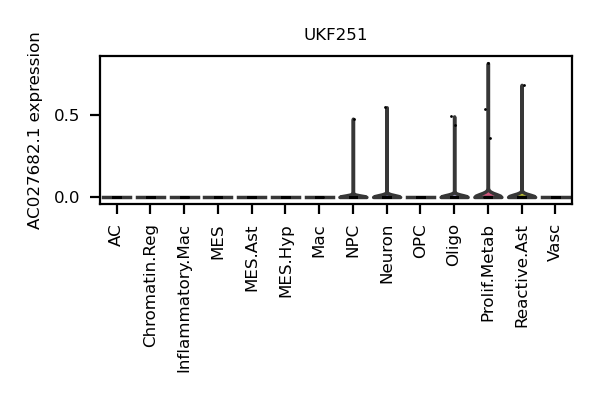 UKF251
AC027682.1 expression
0.5
0.0
AC
Chromatin.Reg
Inflammatory.Mac
MES
MES.Ast
MES.Hyp
Mac
NPC
Neuron
OPC
Oligo
Prolif.Metab
Reactive.Ast
Vasc